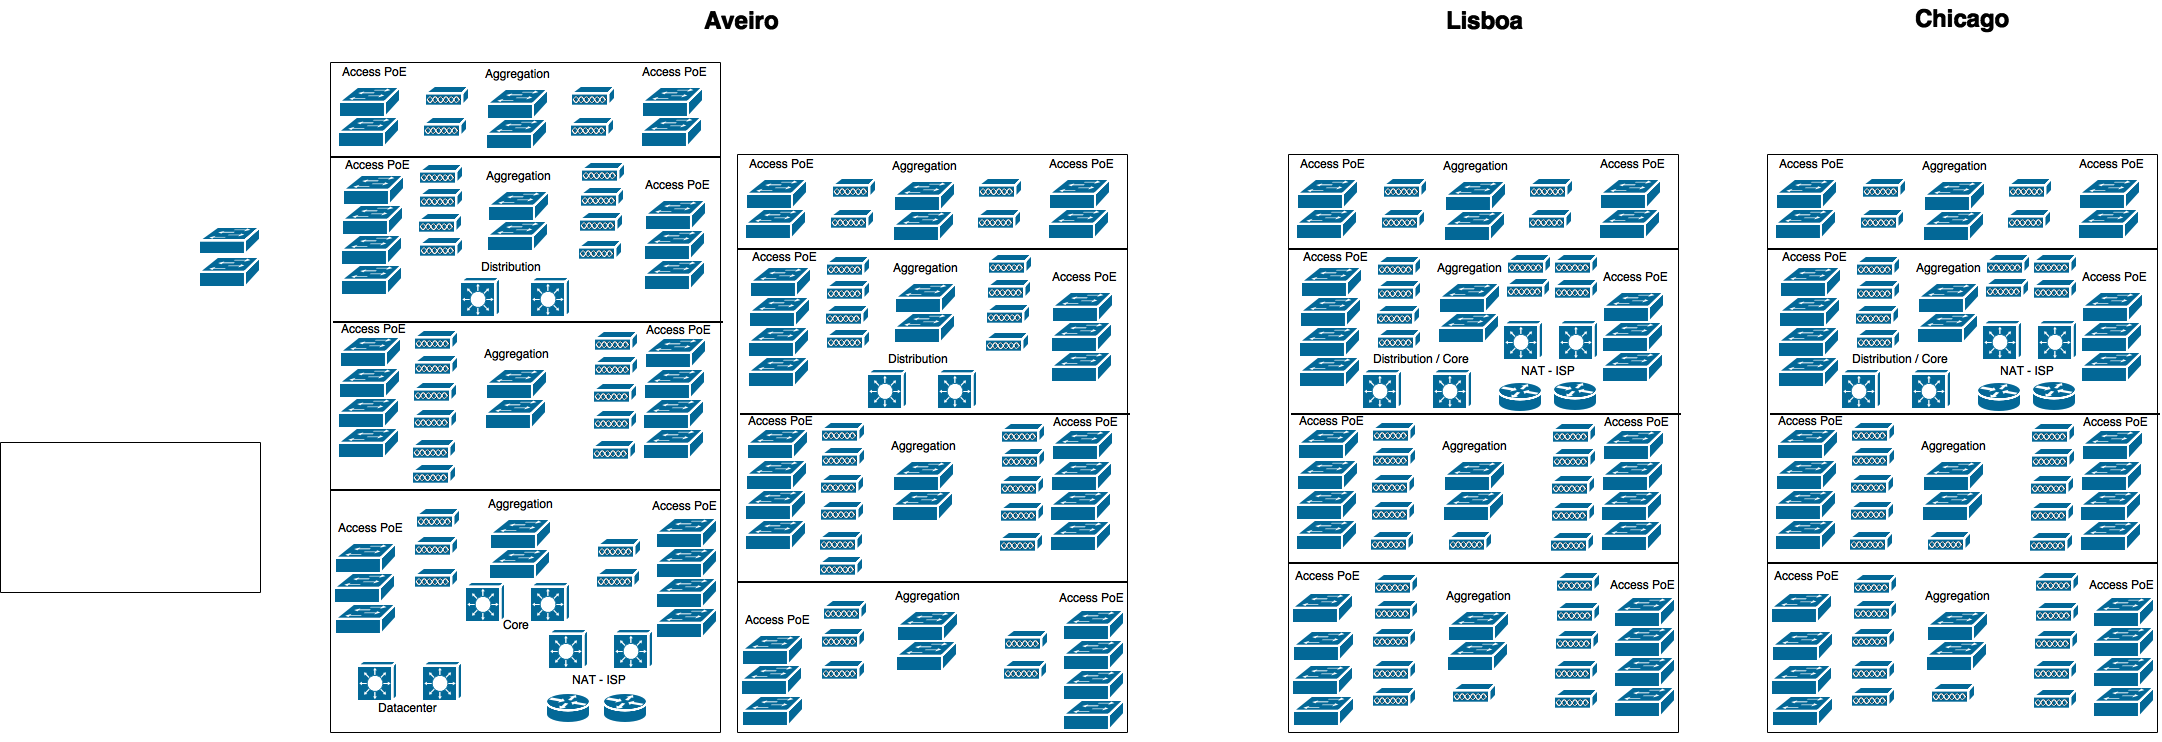 Aveiro
Lisboa
Chicago
Access PoE
Aggregation
Access PoE
Access PoE
Aggregation
Access PoE
Distribution
Access PoE
Aggregation
Access PoE
Aggregation
Access PoE
Access PoE
Core
NAT - ISP
Datacenter
Access PoE
Aggregation
Access PoE
Access PoE
Aggregation
Access PoE
Distribution
Access PoE
Aggregation
Access PoE
Aggregation
Access PoE
Access PoE
Access PoE
Aggregation
Access PoE
Access PoE
Aggregation
Access PoE
Distribution / Core
NAT - ISP
Access PoE
Aggregation
Access PoE
Access PoE
Aggregation
Access PoE
Access PoE
Aggregation
Access PoE
Access PoE
Aggregation
Access PoE
Distribution / Core
NAT - ISP
Access PoE
Aggregation
Access PoE
Access PoE
Aggregation
Access PoE